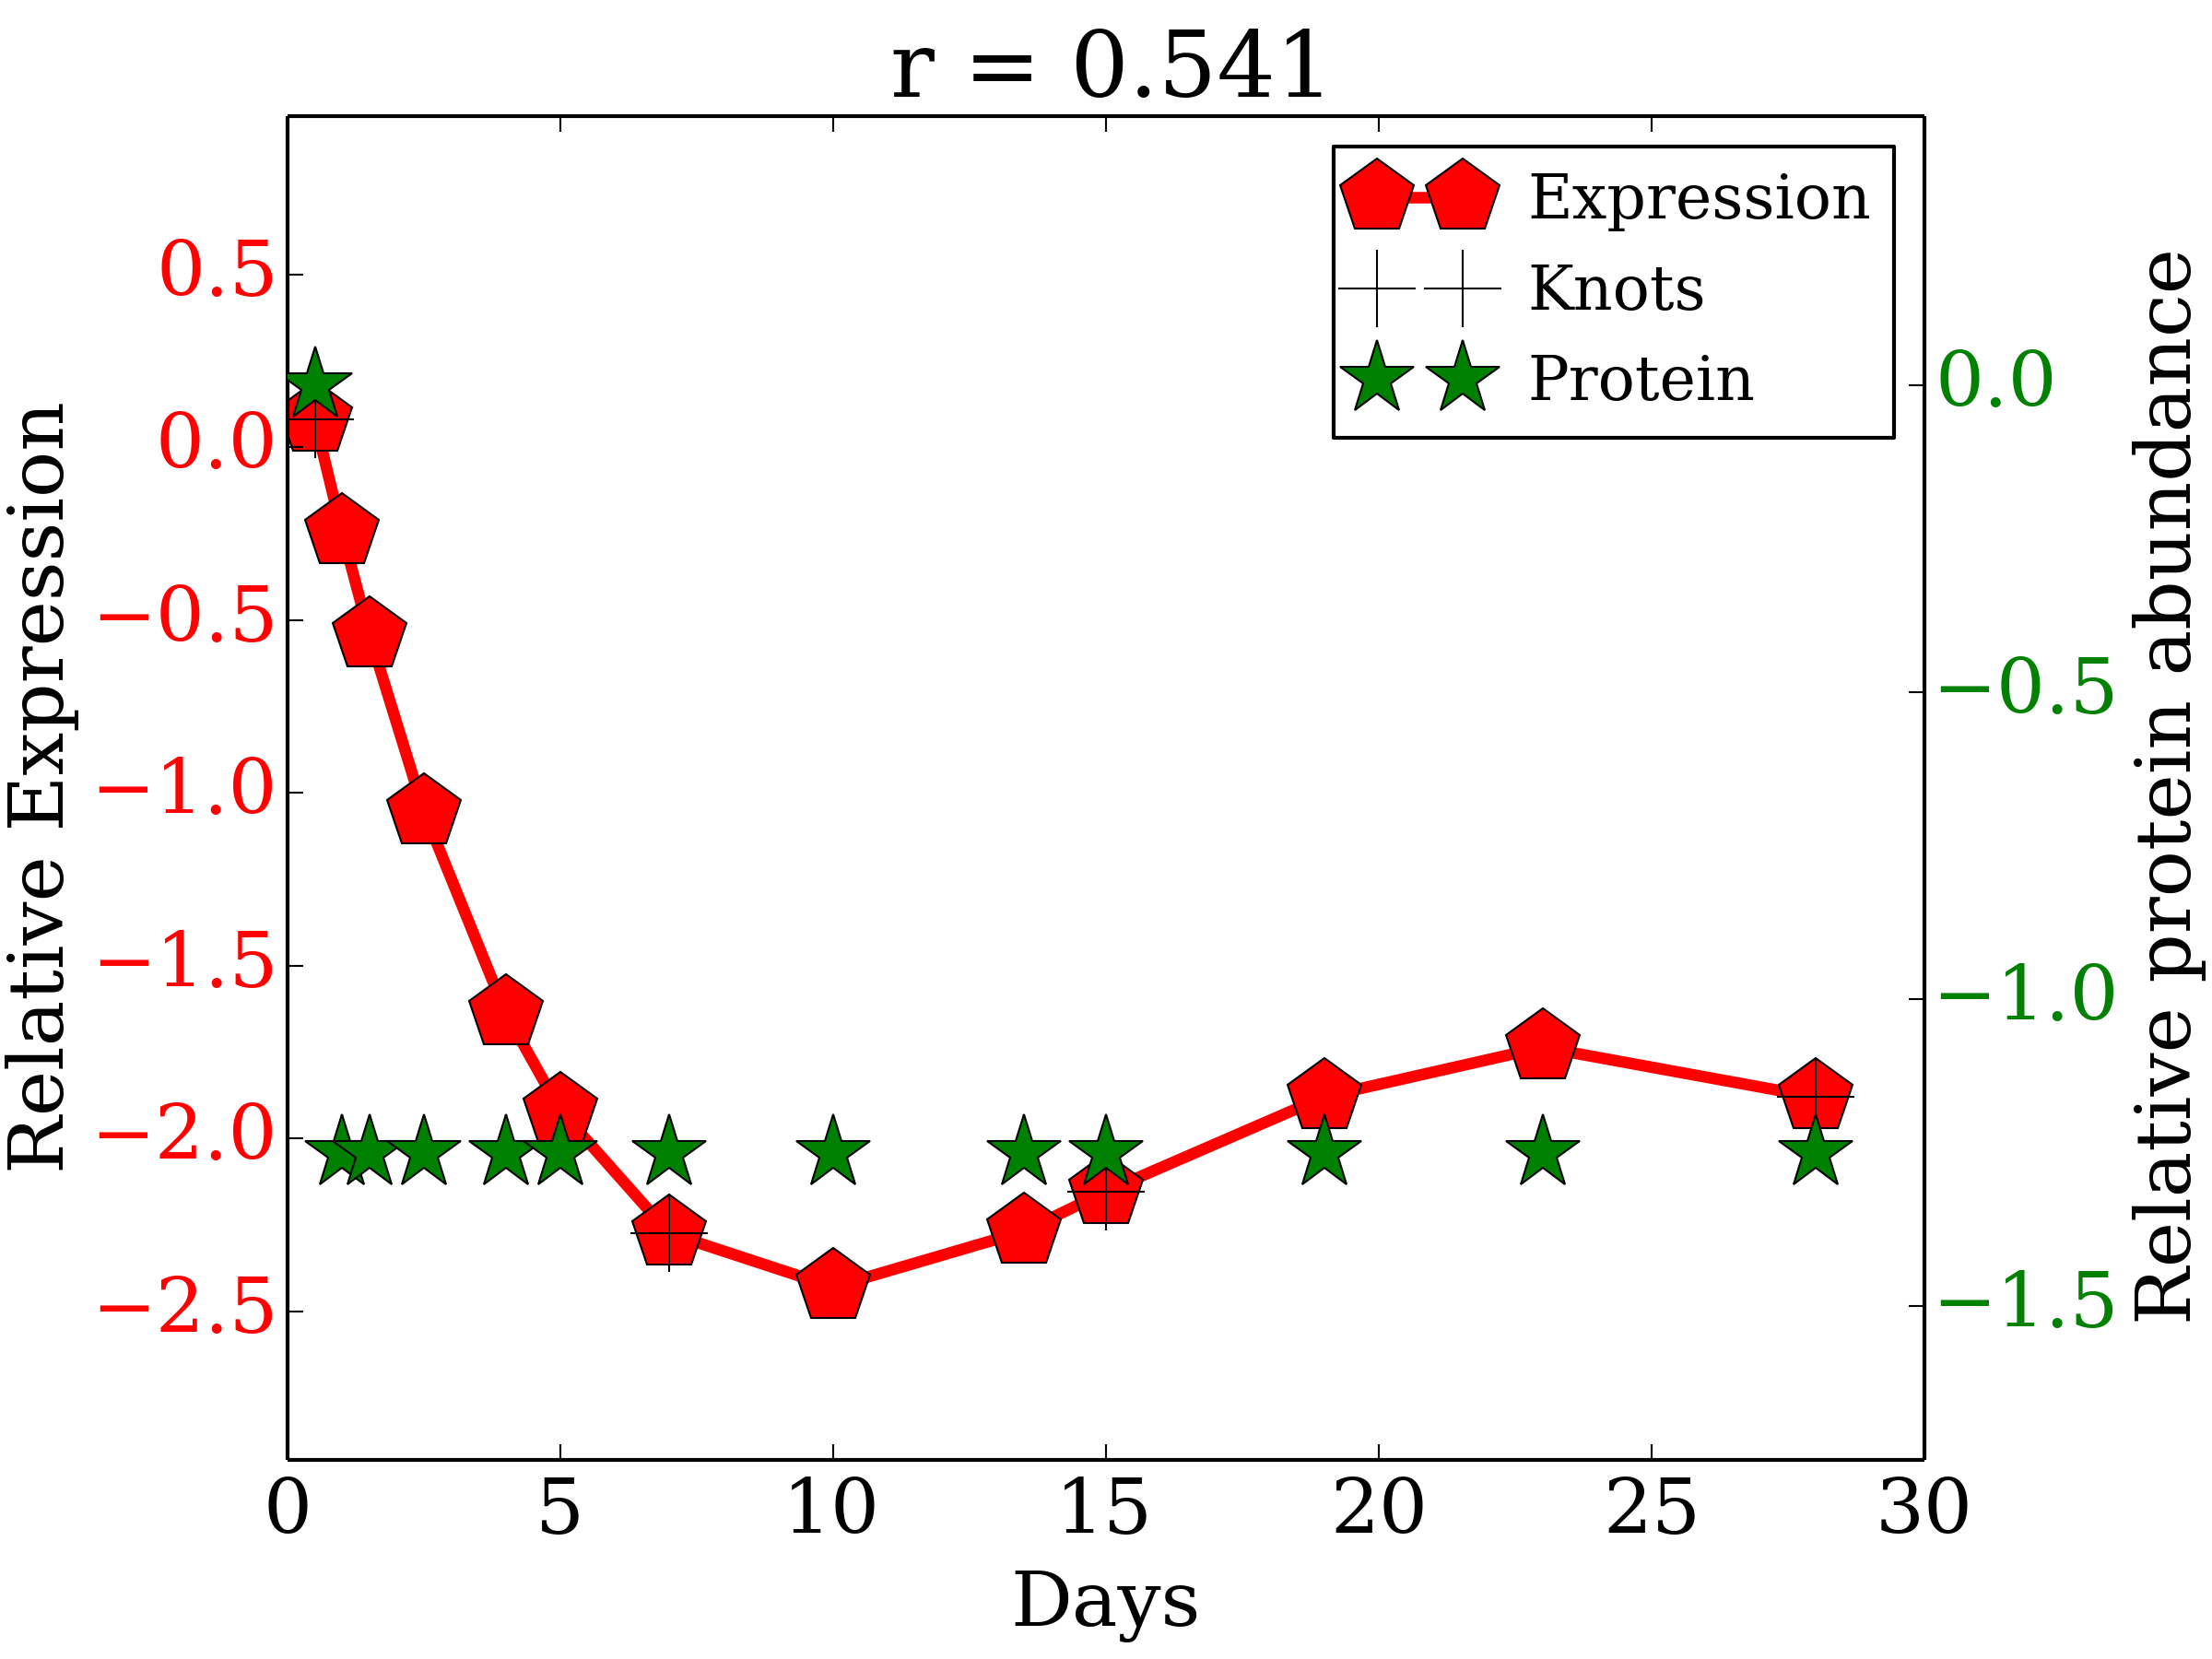 r = 0.541
Expression
Knots
Protein
Relative Expression
0.5
0.0
−0.5
−1.0
−1.5
−2.0
−2.5
0.0
−0.5
−1.0
−1.5
Relative protein abundance
0 5 10 15 20 25 30
Days